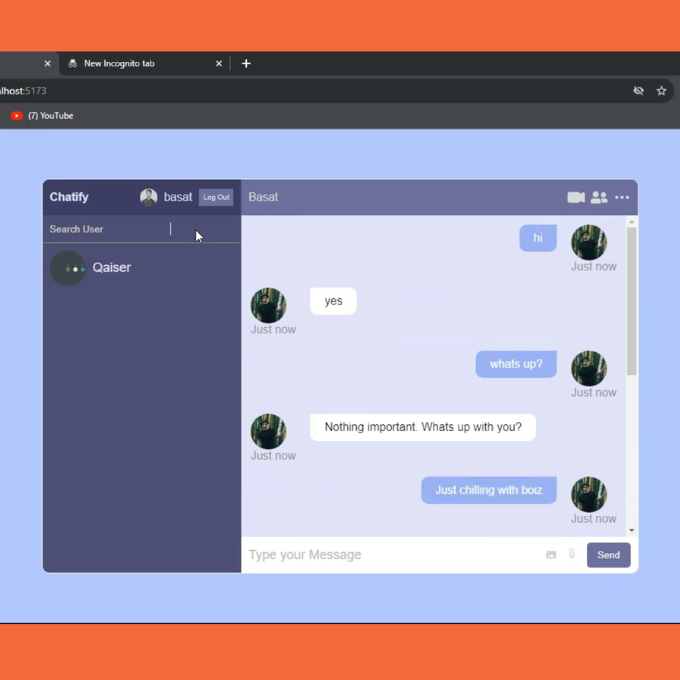 New Incognito tab
lhost:5173
(7) YouTube
Chatify
basat
Log Out
Basat
Search User
Qaiser
hi
Just now
yes
Just now
whats up?
Just now
Nothing important. Whats up with you?
Just now
Just chilling with boiz
Just now
Type your Message
Send